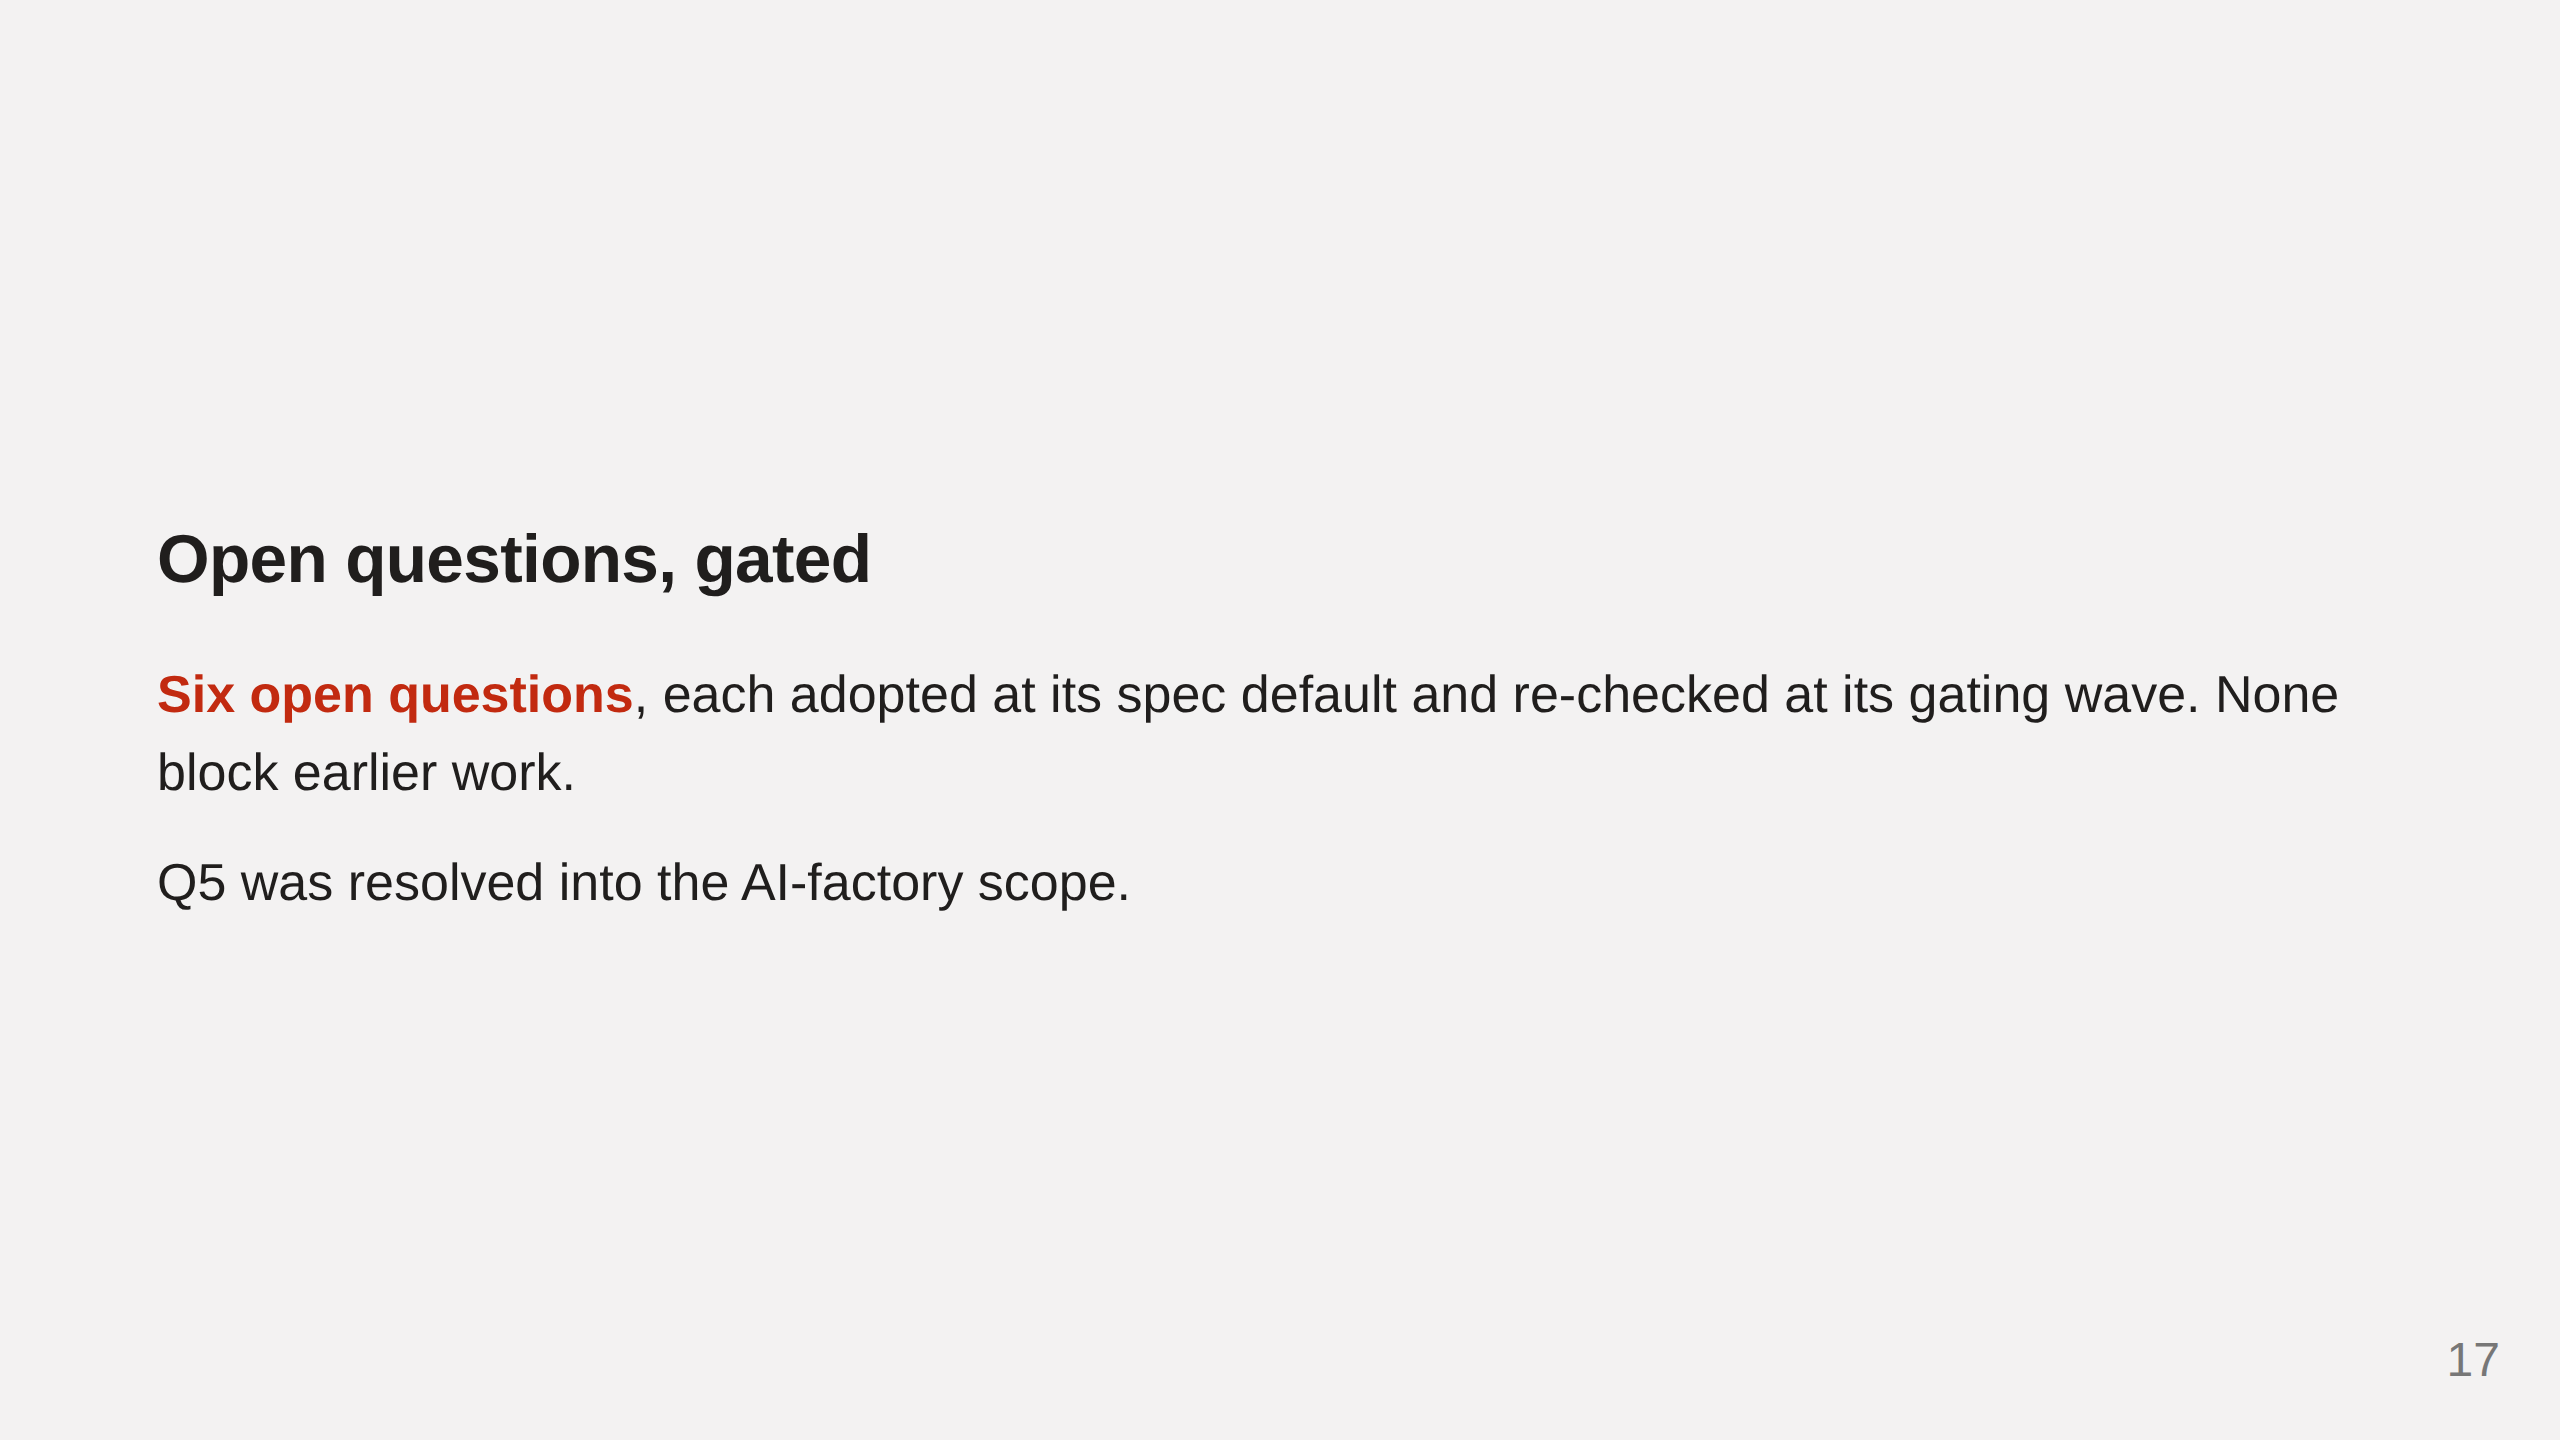 Open questions, gated
Six open questions, each adopted at its spec default and re-checked at its gating wave. None
block earlier work.
Q5 was resolved into the AI-factory scope.
17